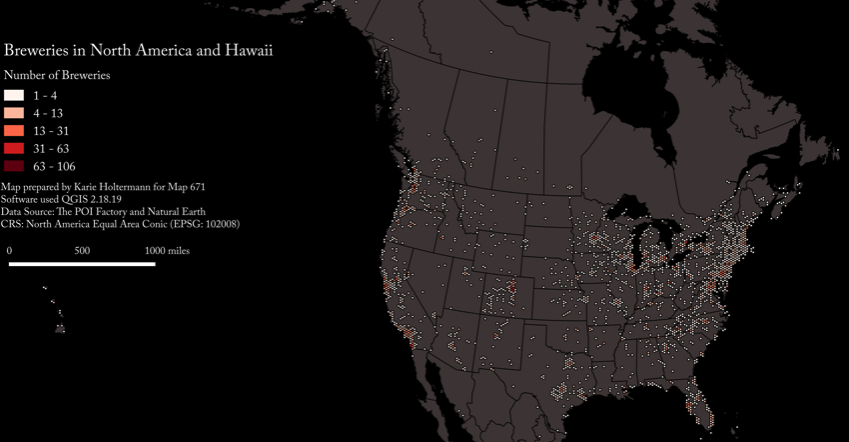 Breweries in North America and Hawaii
Number of Breweries
1 - 4
4 - 13
13 - 31
31 - 63
63 - 106
Map prepared by Karie Holtermann for Map 671
Software used QGIS 2.18.19
Data Source: The POI Factory and Natural Earth
CRS: North America Equal Area Conic (EPSG: 102008)
0 500 1000 miles